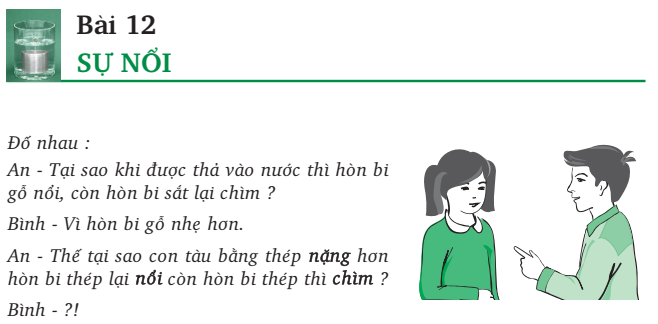 Bài 12
SỰ NỔI
Đố nhau :
An - Tại sao khi được thả vào nước thì hòn bi
gỗ nổi, còn hòn bi sắt lại chìm ?
Bình - Vì hòn bi gỗ nhẹ hơn.
An - Thế tại sao con tàu bằng thép nặng hơn
hòn bi thép lại nổi còn hòn bi thép thì chìm ?
Bình - ?!